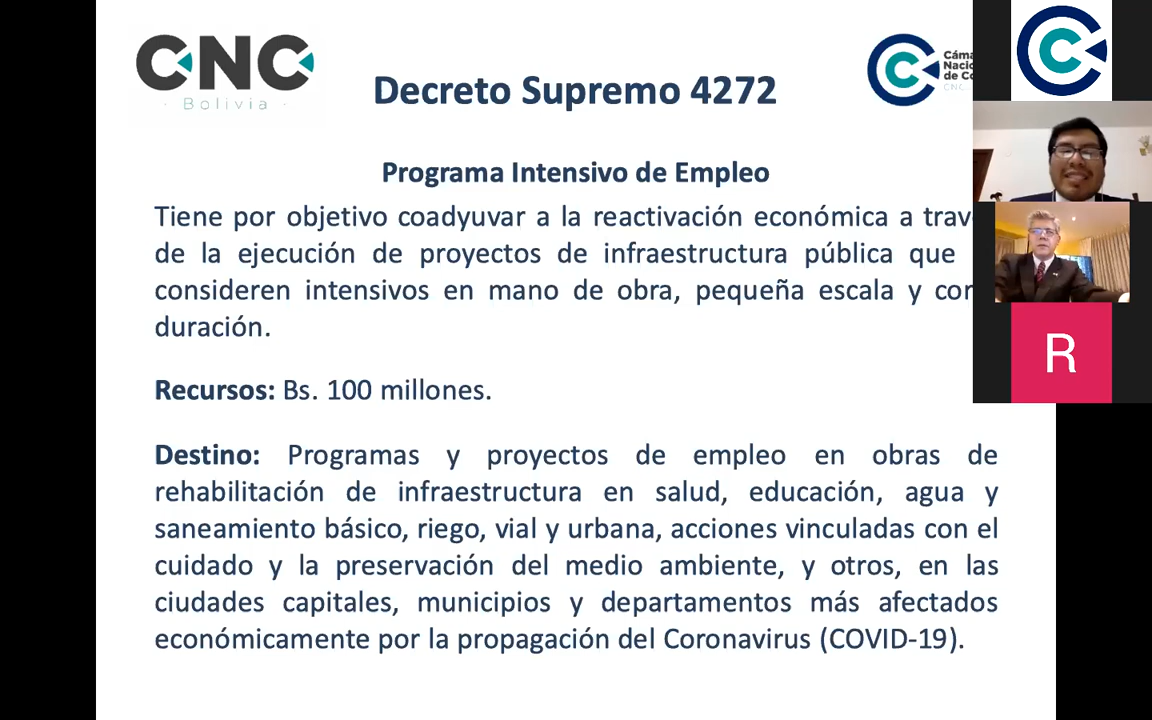 CNC
Bolivia
Decreto Supremo 4272
Programa Intensivo de Empleo
Tiene por objetivo coadyuvar a la reactivación económica a
de la ejecución de proyectos de infraestructura pública que
consideren intensivos en mano de obra, pequeña escala y
duración.
Recursos: Bs. 100 millones.
Destino: Programas y proyectos de empleo en obras de
rehabilitación de infraestructura en salud, educación, agua y
saneamiento básico, riego, vial y urbana, acciones vinculadas con el
cuidado y la preservación del medio ambiente, y otros, en las
ciudades capitales, municipios y departamentos más afectados
económicamente por la propagación del Coronavirus (COVID-19).
de
CNC
R